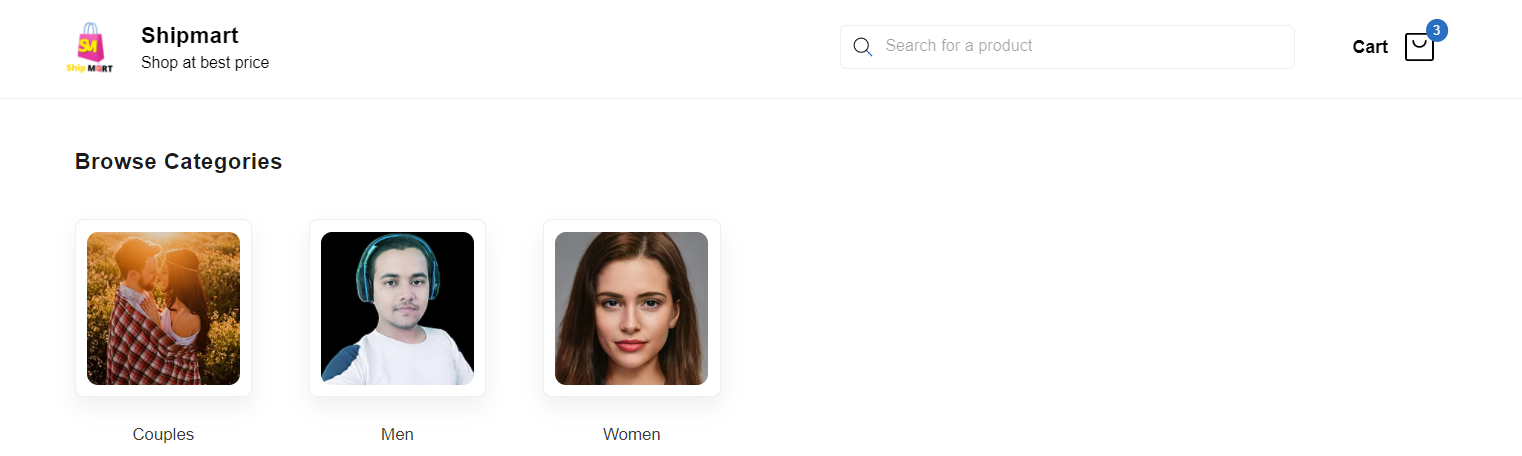 SM
Ship MART
Shipmart
Shop at best price
Search for a product
Cart
3
Browse Categories
Couples
Men
Women